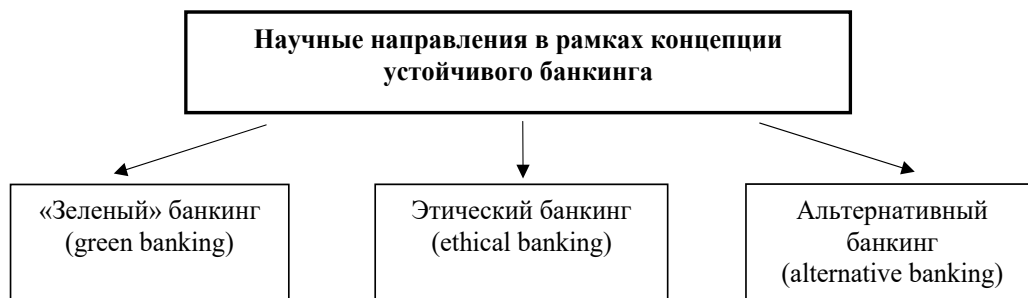 Научные направления в рамках концепции
устойчивого банкинга
«Зеленый» банкинг
(green banking)
Этический банкинг
(ethical banking)
Альтернативный
банкинг
(alternative banking)